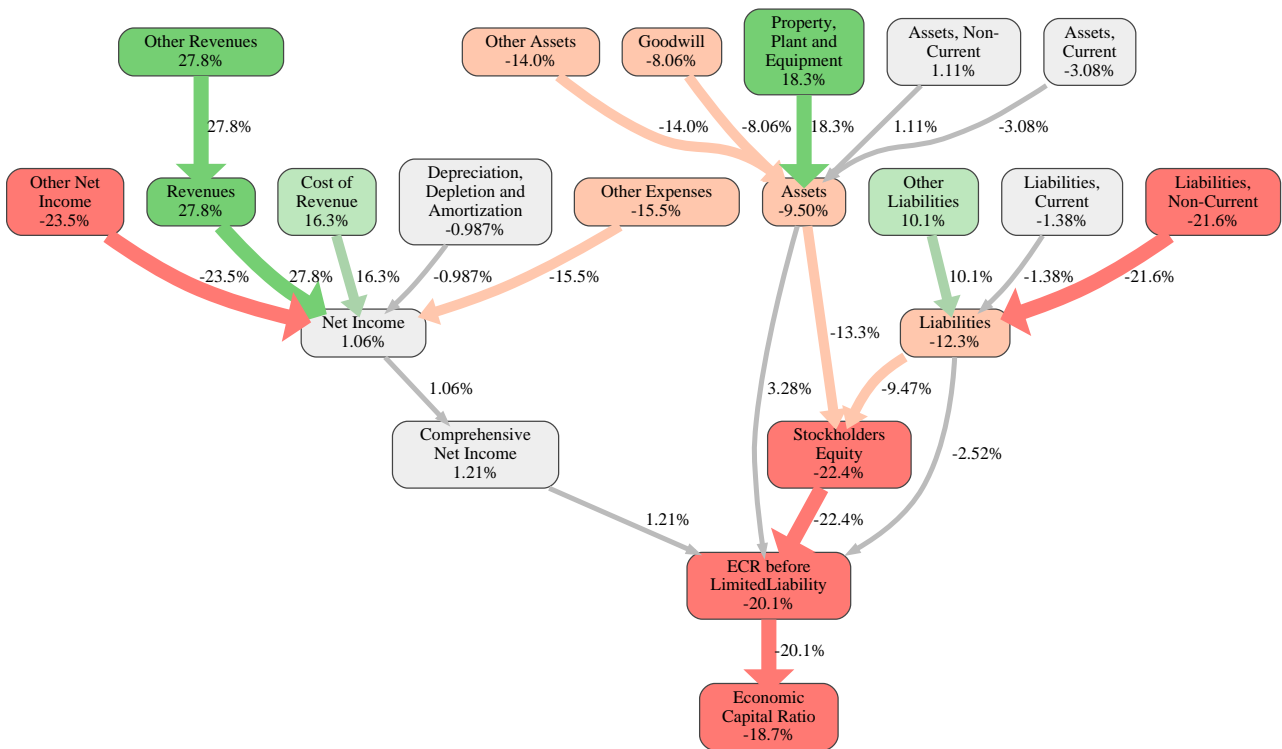 Other Revenues
27.8%
Other Assets
-14.0%
Goodwill
-8.06%
Property,
Plant and
Equipment
18.3%
Assets, Non-
Current
1.11%
Assets,
Current
-3.08%
27.8%
-14.0%
-8.06%
18.3%
1.11%
-3.08%
Other Net
Income
-23.5%
Revenues
27.8%
Cost of
Revenue
16.3%
Depreciation,
Depletion and
Amortization
-0.987%
Other Expenses
-15.5%
Assets
-9.50%
Other
Liabilities
10.1%
Liabilities,
Current
-1.38%
Liabilities,
Non-Current
-21.6%
-23.5%
27.8%
16.3%
-0.987%
-15.5%
10.1%
-1.38%
-21.6%
Net Income
1.06%
-13.3%
Liabilities
-12.3%
1.06%
3.28%
-9.47%
Comprehensive
Net Income
1.21%
Stockholders
Equity
-22.4%
-2.52%
1.21%
-22.4%
ECR before
LimitedLiability
-20.1%
-20.1%
Economic
Capital Ratio
-18.7%